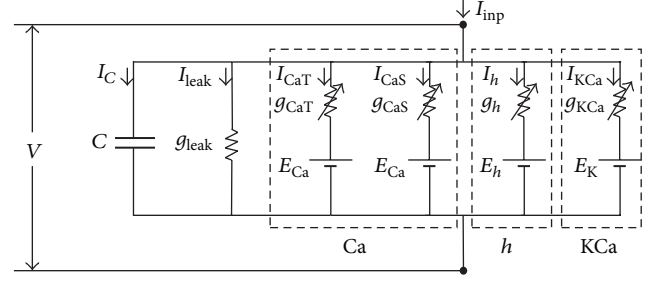 I_inp
I_C I_leak I_CaT I_CaS I_h I_KCa
g_CaT g_CaS g_h g_KCa
V C g_leak
E_Ca E_Ca E_h E_K
Ca h KCa